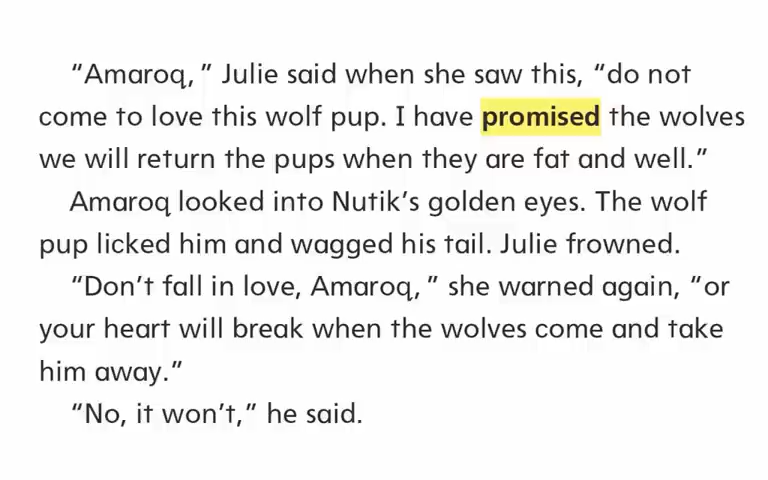 “Amaroq, ” Julie said when she saw this, “do not
come to love this wolf pup. I have promised the wolves
we will return the pups when they are fat and well.”
Amaroq looked into Nutik’s golden eyes. The wolf
pup licked him and wagged his tail. Julie frowned.
“Don’t fall in love, Amaroq, ” she warned again, “or
your heart will break when the wolves come and take
him away.”
“No, it won’t,” he said.